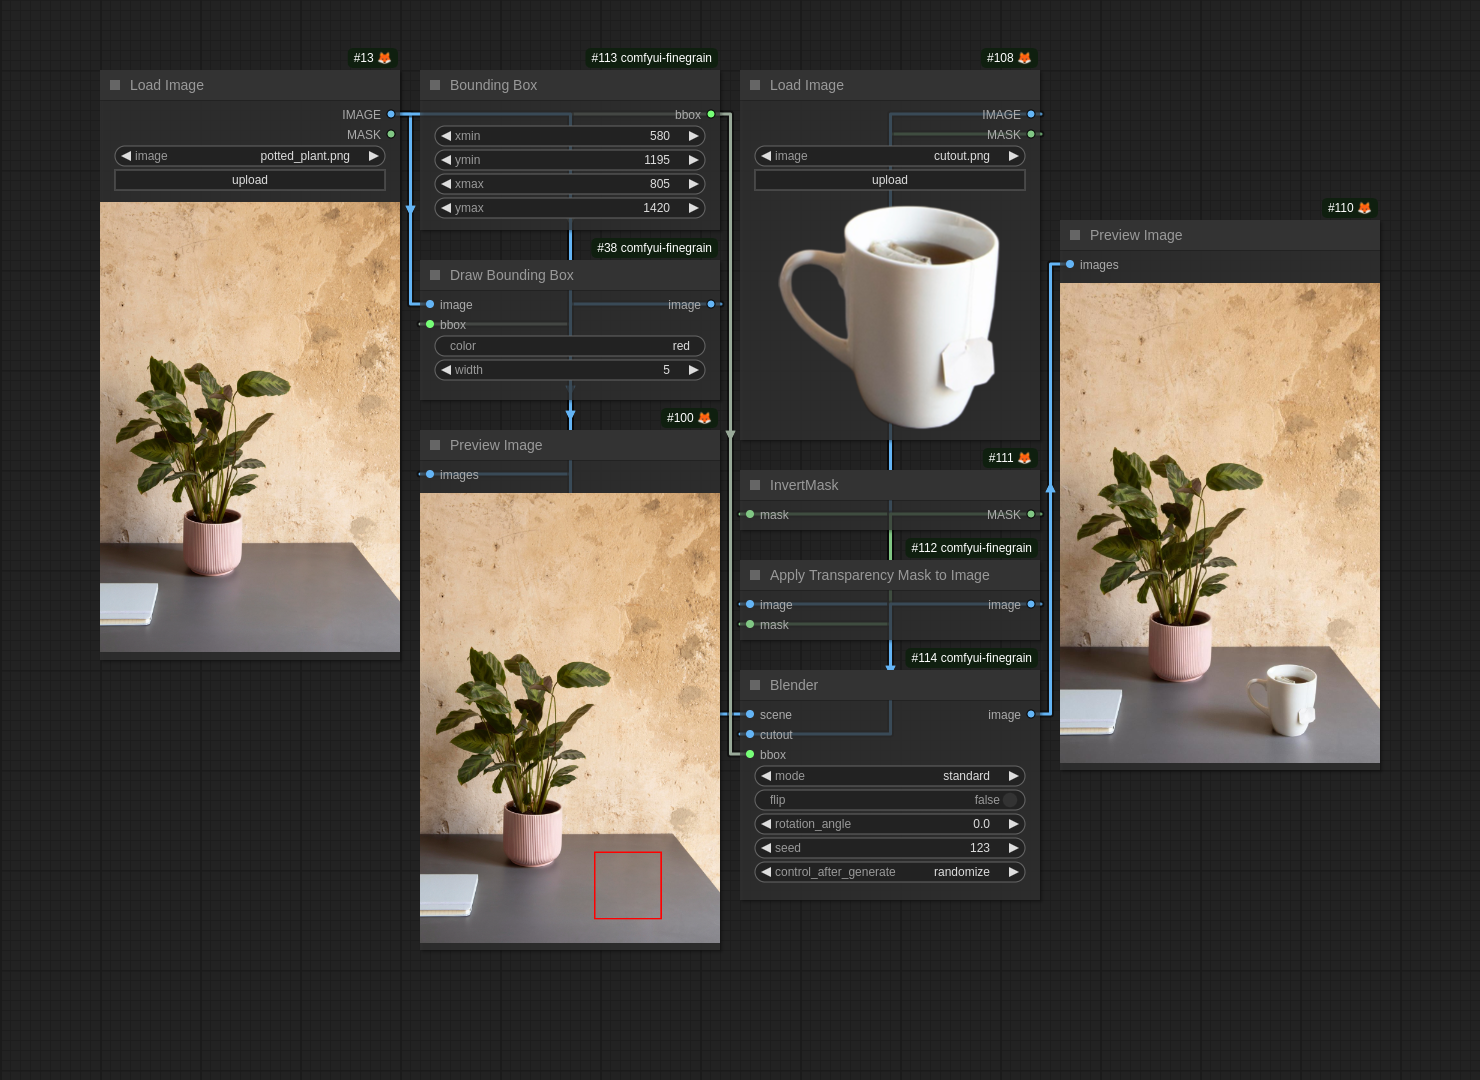 #13 🦊
Load Image
IMAGE
MASK
image potted_plant.png
upload
#113 comfyui-finegrain
Bounding Box
bbox
xmin 580
ymin 1195
xmax 805
ymax 1420
#38 comfyui-finegrain
Draw Bounding Box
image image
bbox
color red
width 5
#100 🦊
Preview Image
images
#108 🦊
Load Image
IMAGE
MASK
image cutout.png
upload
#111 🦊
InvertMask
mask MASK
#112 comfyui-finegrain
Apply Transparency Mask to Image
image image
mask
#114 comfyui-finegrain
Blender
scene image
cutout
bbox
mode standard
flip false
rotation_angle 0.0
seed 123
control_after_generate randomize
#110 🦊
Preview Image
images